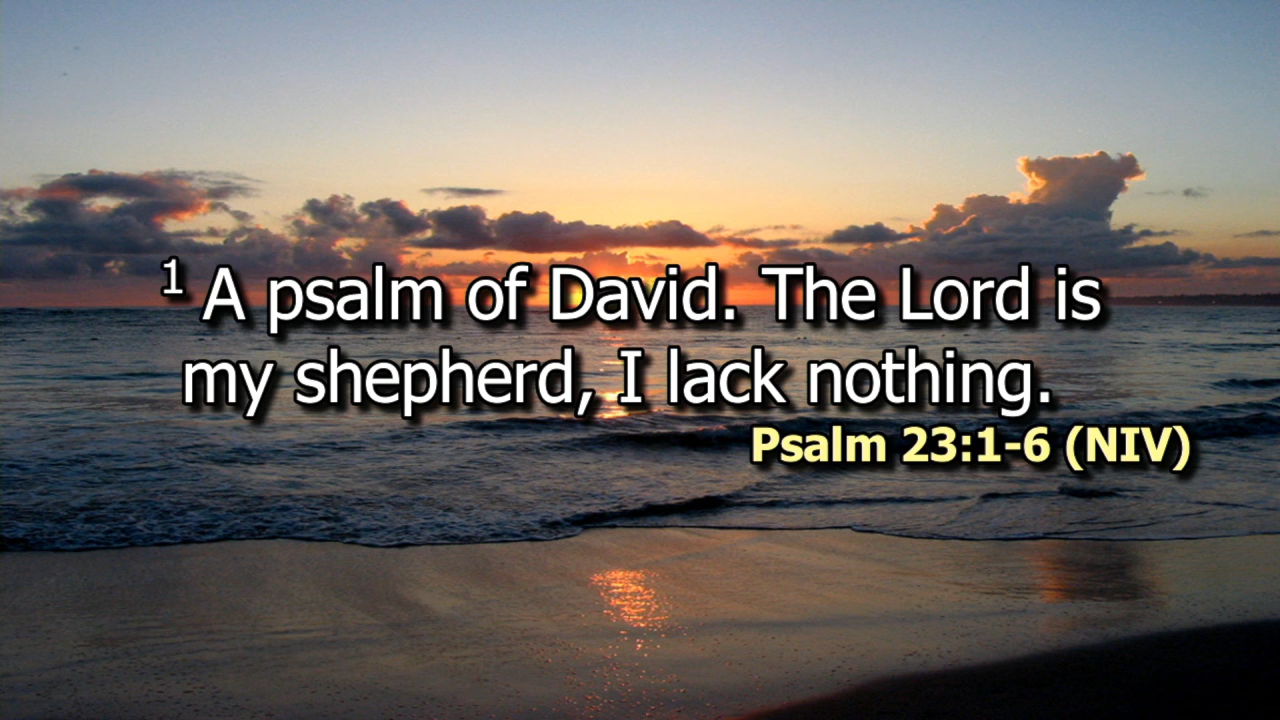 1 A psalm of David. The Lord is
my shepherd, I lack nothing.
Psalm 23:1-6 (NIV)